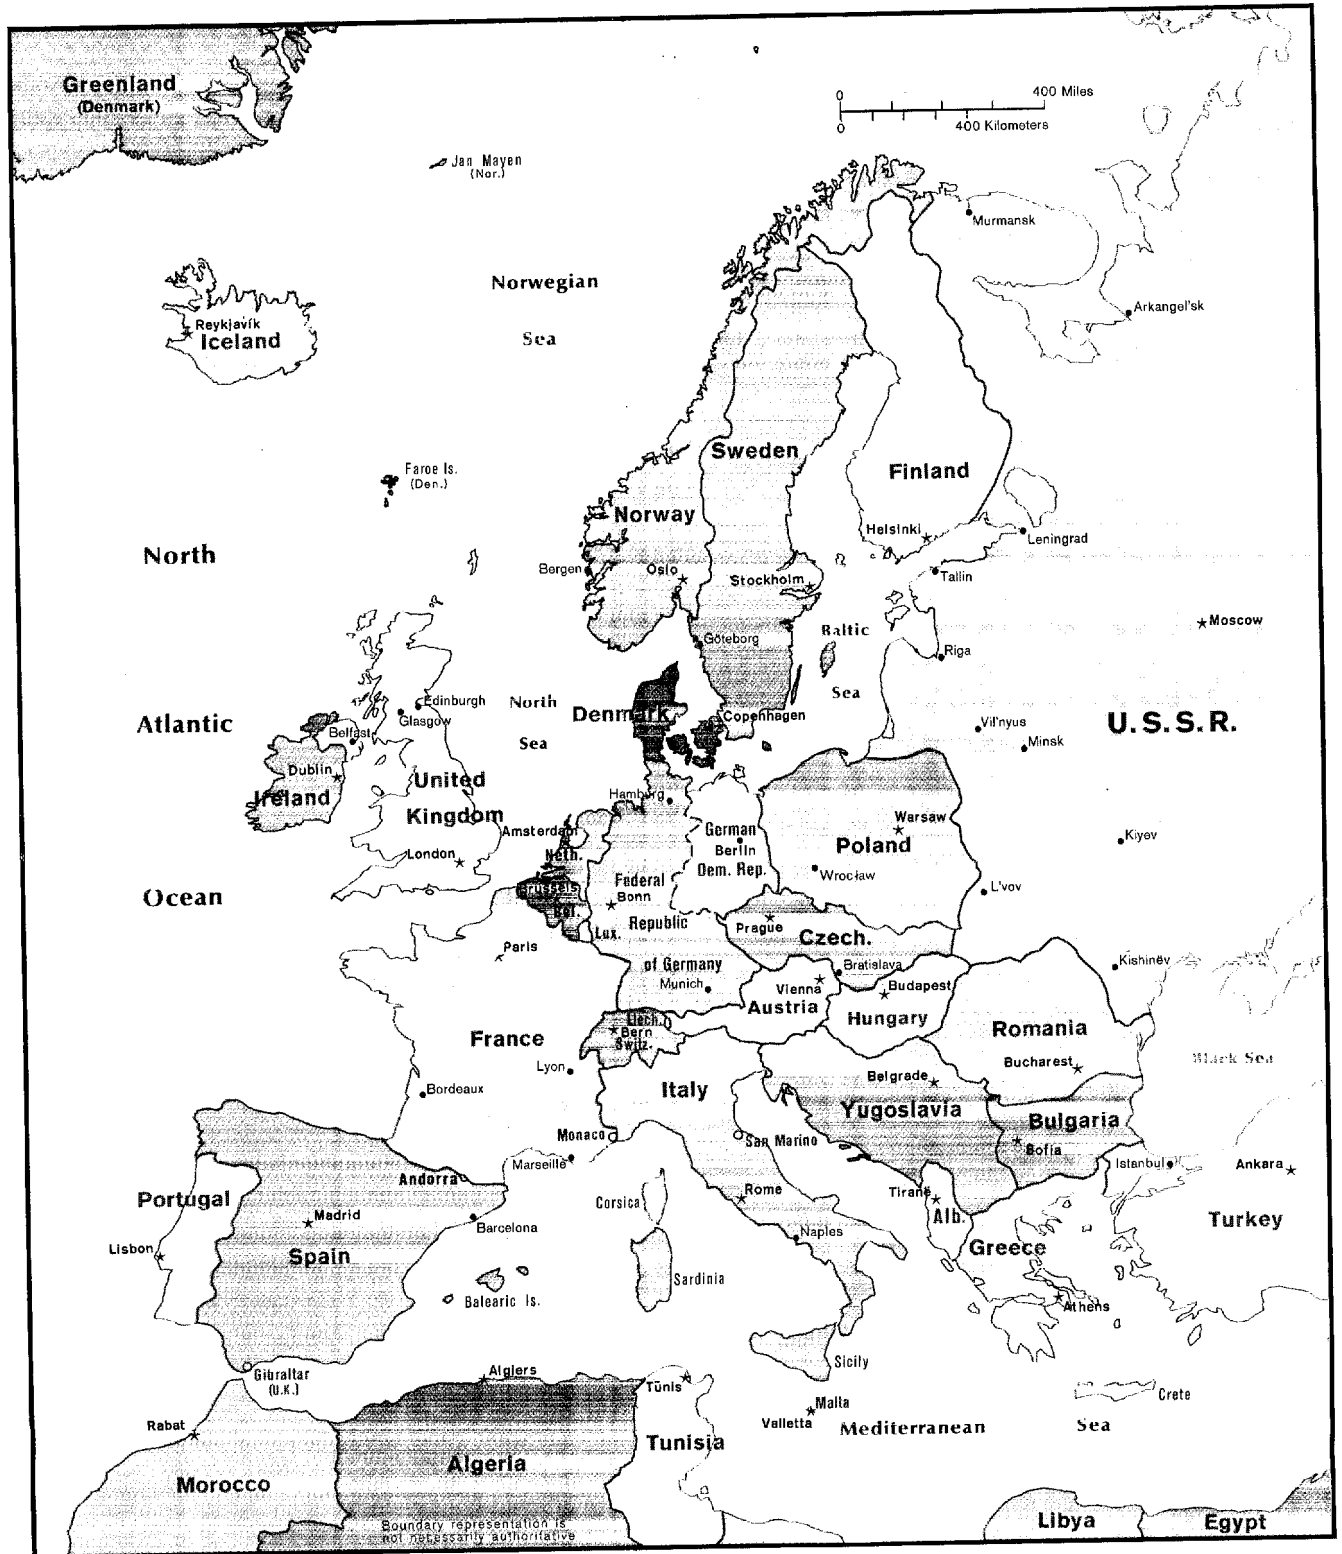 Greenland
(Denmark)
0 400 Miles
0 400 Kilometers
Jan Mayen
(Nor.)
Murmansk
Norwegian
Sea
Arkangel'sk
Reykjavík
Iceland
Sweden
Faroe Is.
(Den.)
Finland
Norway
Helsinki
Leningrad
North
Bergen
Oslo
Stockholm
Tallin
Moscow
Baltic
Sea
Göteborg
Riga
Edinburgh
Glasgow
North
Sea
Denmark
Copenhagen
Atlantic
Vil'nyus
U.S.S.R.
Minsk
Belfast
Dublin
Ireland
United
Kingdom
Hamburg
Amsterdam
Neth.
German
Berlin
Dem. Rep.
Warsaw
Poland
Kiyev
London
Wrocław
Ocean
Brussels
Bel.
Federal
Bonn
Republic
of Germany
L'vov
Lux.
Prague
Czech.
Paris
Munich
Vienna
Bratislava
Kishinëv
Austria
Budapest
Hungary
Romania
France
Liech.
Bern
Switz.
Black Sea
Lyon
Bucharest
Bordeaux
Italy
Belgrade
Yugoslavia
Bulgaria
Monaco
San Marino
Sofia
Marseille
Istanbul
Ankara
Andorra
Portugal
Corsica
Rome
Tiranë
Alb.
Madrid
Barcelona
Turkey
Lisbon
Spain
Naples
Greece
Sardinia
Balearic Is.
Athens
Gibraltar
(U.K.)
Algiers
Tunis
Sicily
Malta
Valletta
Mediterranean
Sea
Crete
Rabat
Tunisia
Morocco
Algeria
Boundary representation is
not necessarily authoritative
Libya
Egypt